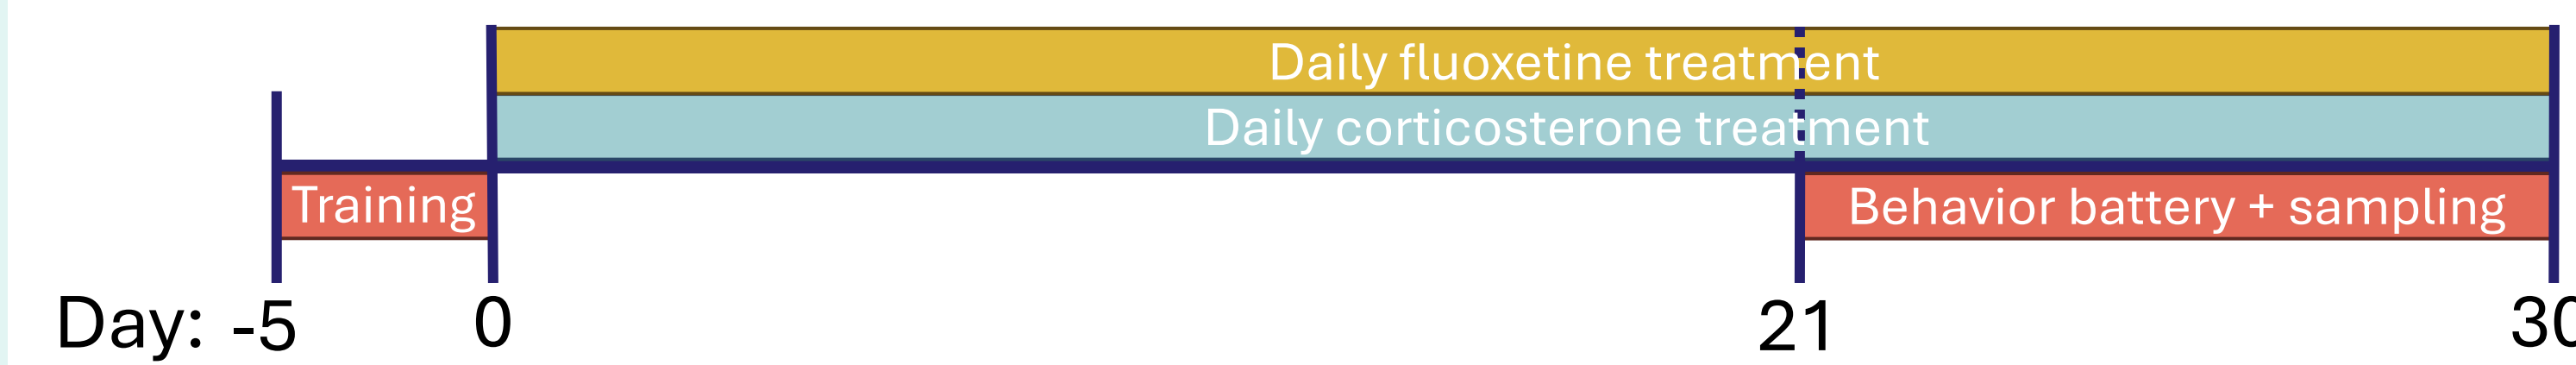 Daily fluoxetine treatment
Daily corticosterone treatment
Training
Behavior battery + sampling
Day: -5 0 21 30